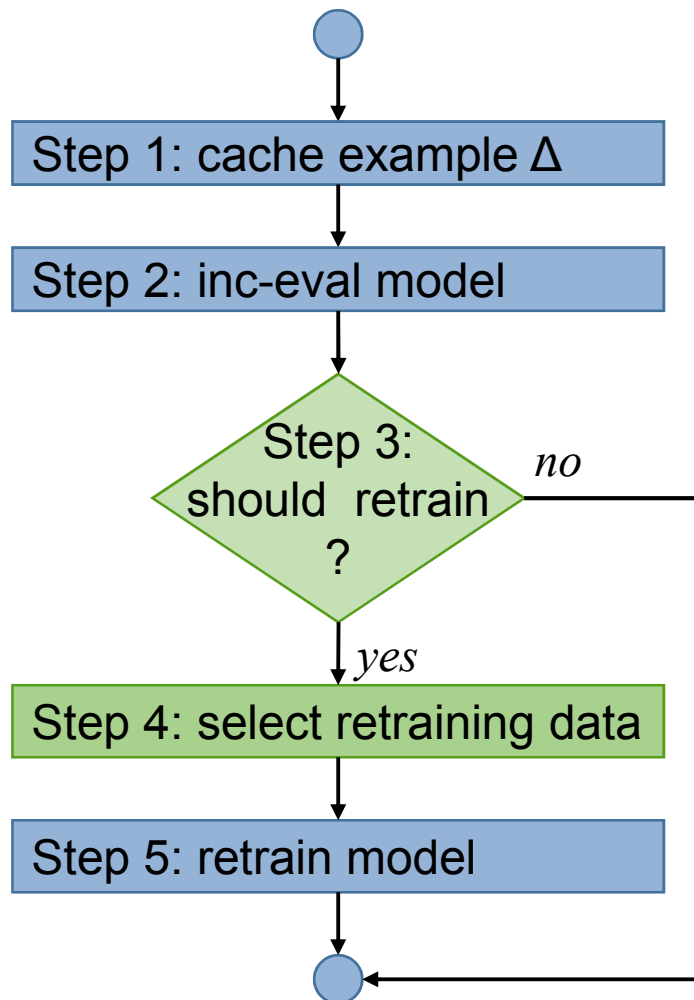 Step 1: cache example Δ
Step 2: inc-eval model
Step 3:
should retrain
?
no
yes
Step 4: select retraining data
Step 5: retrain model